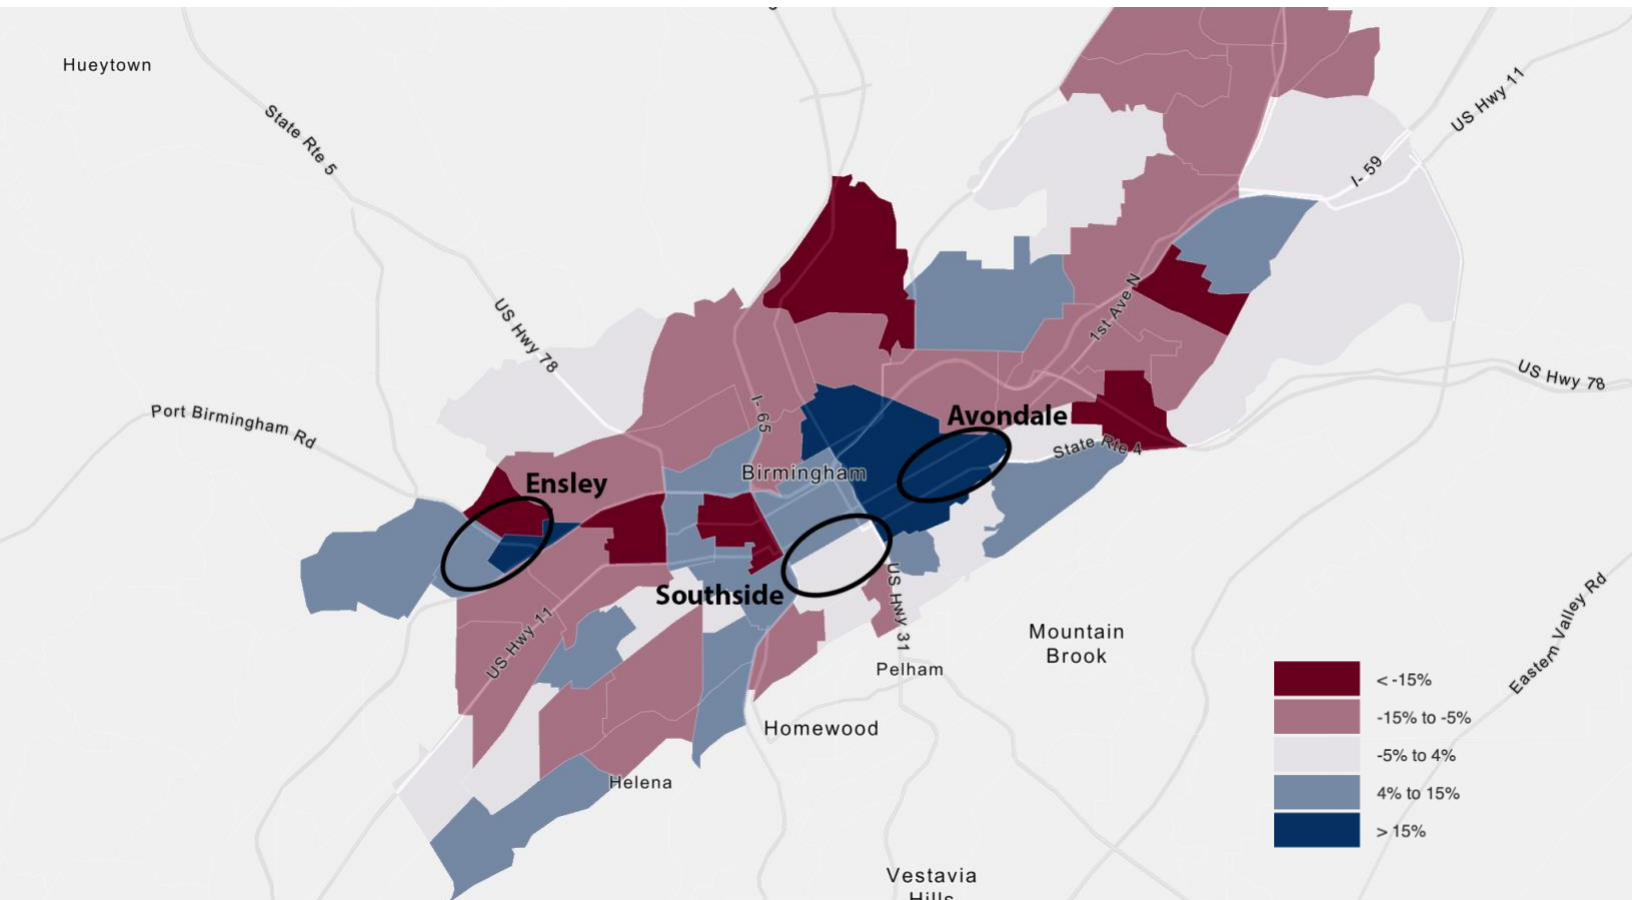 Hueytown
State Rte 5
US Hwy 11
I- 59
US Hwy 78
1st Ave N
US Hwy 78
Port Birmingham Rd
I- 65
Avondale
State Rte 4
Birmingham
Ensley
Southside
US Hwy 31
US Hwy 11
Mountain
Brook
Eastern Valley Rd
Pelham
Homewood
Helena
Vestavia
Hills
< -15%
-15% to -5%
-5% to 4%
4% to 15%
> 15%